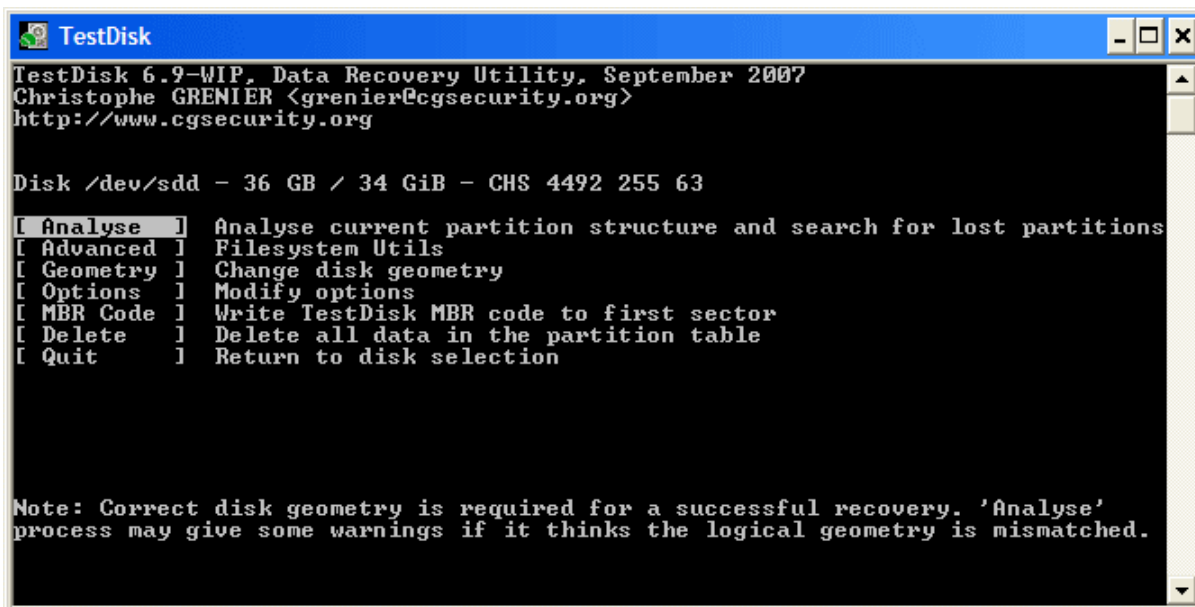 TestDisk
TestDisk 6.9-WIP, Data Recovery Utility, September 2007
Christophe GRENIER <grenier@cgsecurity.org>
http://www.cgsecurity.org
Disk /dev/sdd - 36 GB / 34 GiB - CHS 4492 255 63
[ Analyse  ]  Analyse current partition structure and search for lost partitions
[ Advanced ]  Filesystem Utils
[ Geometry ]  Change disk geometry
[ Options  ]  Modify options
[ MBR Code ]  Write TestDisk MBR code to first sector
[ Delete   ]  Delete all data in the partition table
[ Quit     ]  Return to disk selection
Note: Correct disk geometry is required for a successful recovery. 'Analyse'
process may give some warnings if it thinks the logical geometry is mismatched.